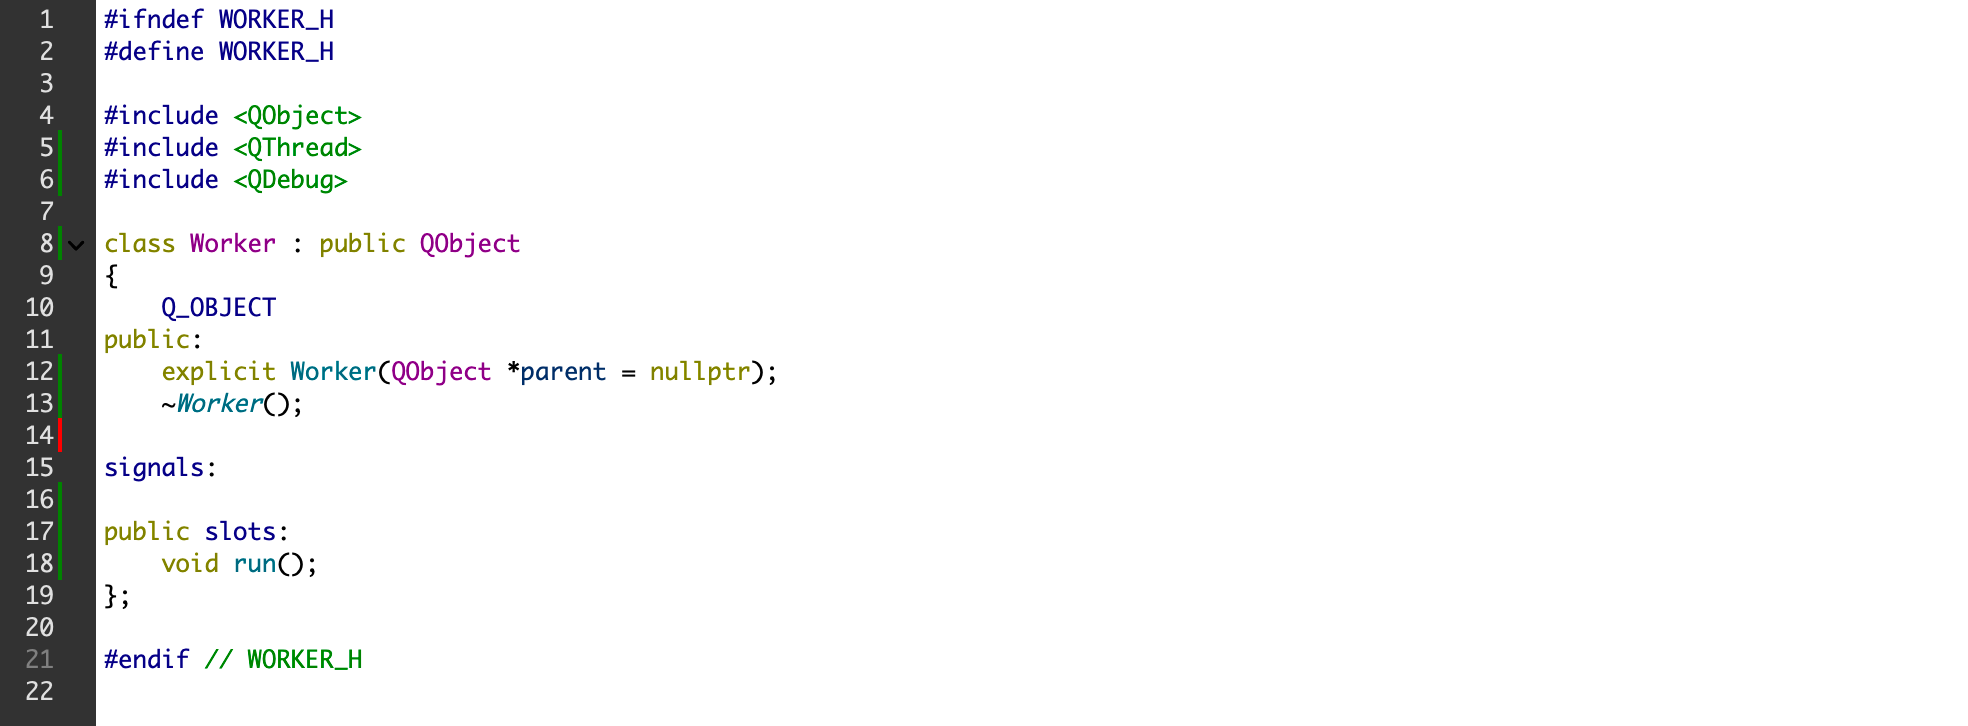 1 #ifndef WORKER_H
2 #define WORKER_H
3
4 #include <QObject>
5 #include <QThread>
6 #include <QDebug>
7
8 class Worker : public QObject
9 {
10     Q_OBJECT
11 public:
12     explicit Worker(QObject *parent = nullptr);
13     ~Worker();
14
15 signals:
16
17 public slots:
18     void run();
19 };
20
21 #endif // WORKER_H
22